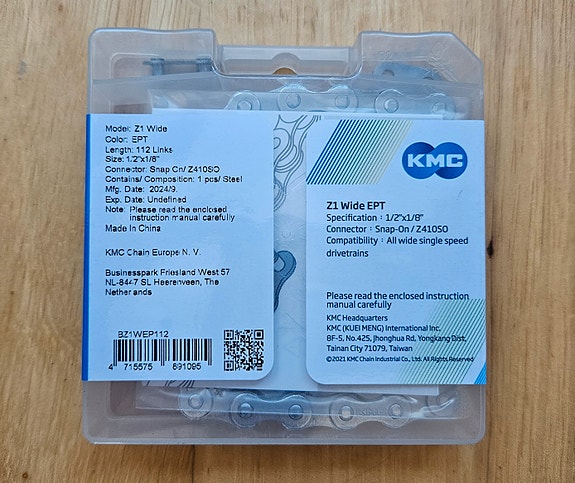 Model: Z1 Wide
Color: EPT
Length: 112 Links
Size: 1/2"x1/8"
Connector: Snap On/ Z410SO
Contains/ Composition: 1 pcs/ Steel
Mfg. Date: 2024/9.
Exp. Date: Undefined
Note: Please read the enclosed
instruction manual carefully
Made In China
KMC Chain Europe N. V.
Businesspark Friesland West 57
NL-8447 SL Heerenveen, The
Netherlands
BZ1WEP112
4 715575 891095
KMC
Z1 Wide EPT
Specification : 1/2"x1/8"
Connector : Snap-On / Z410SO
Compatibility : All wide single speed
drivetrains
Please read the enclosed instruction
manual carefully
KMC Headquarters
KMC (KUEI MENG) International Inc.
BF-5, No.425, Jhonghua Rd, Yongkang Dist,
Tainan City 71079, Taiwan
©2021 KMC Chain Industrial Co., Ltd. All Rights Reserved